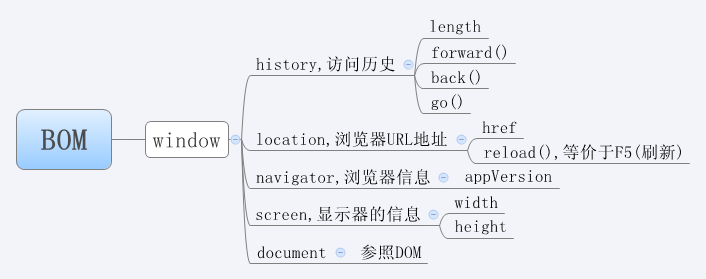 BOM
window
history,访问历史
length
forward()
back()
go()
location,浏览器URL地址
href
reload(),等价于F5(刷新)
navigator,浏览器信息
appVersion
screen,显示器的信息
width
height
document
参照DOM